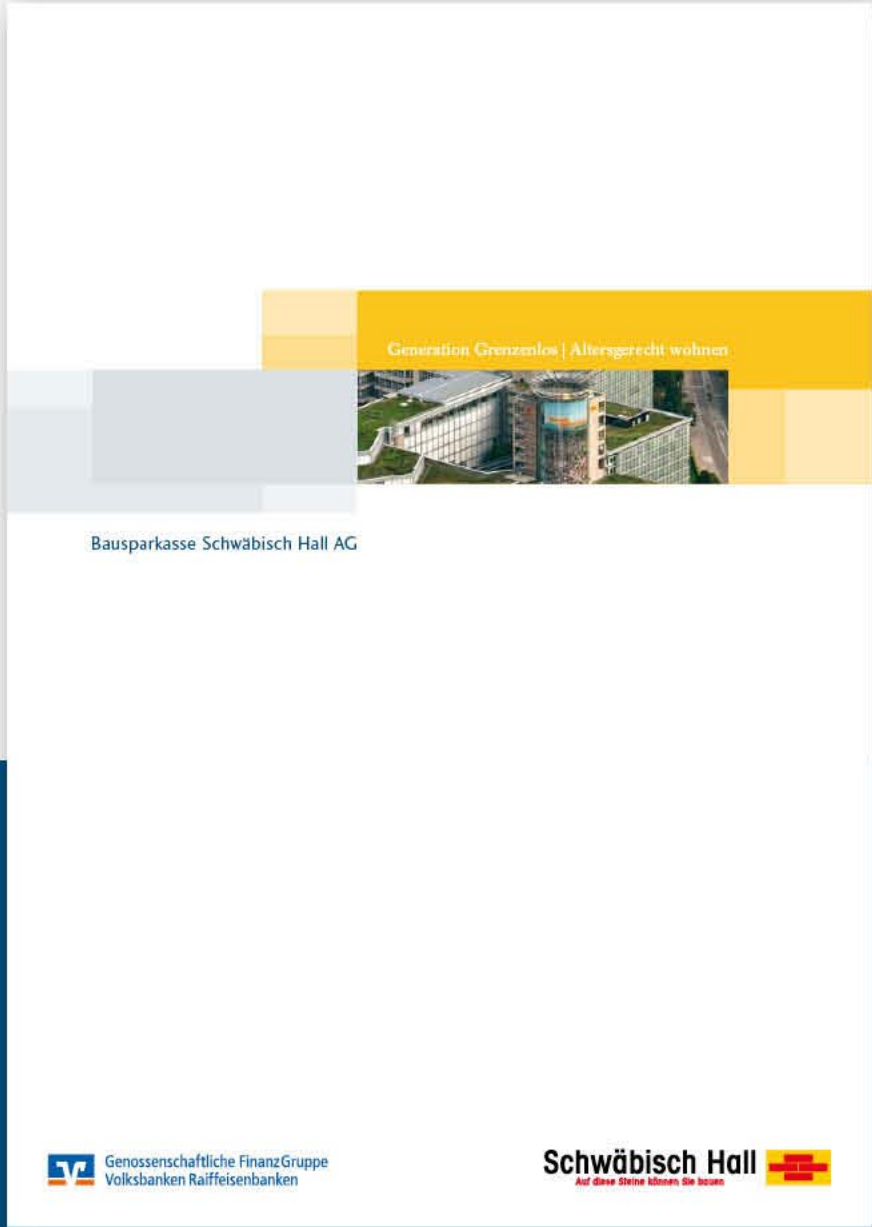 Generation Grenzenlos | Altersgerecht wohnen
Bausparkasse Schwäbisch Hall AG
Genossenschaftliche FinanzGruppe
Volksbanken Raiffeisenbanken
Schwäbisch Hall
Auf diese Steine können Sie bauen